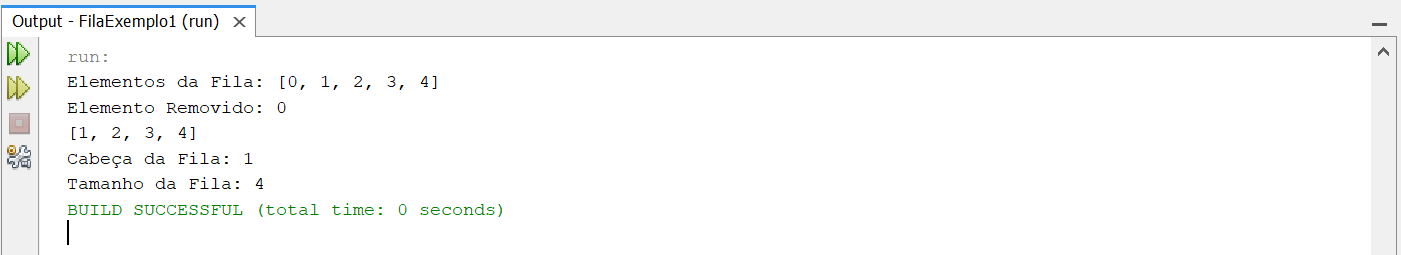 Output - FilaExemplo1 (run)
run:
Elementos da Fila: [0, 1, 2, 3, 4]
Elemento Removido: 0
[1, 2, 3, 4]
Cabeça da Fila: 1
Tamanho da Fila: 4
BUILD SUCCESSFUL (total time: 0 seconds)